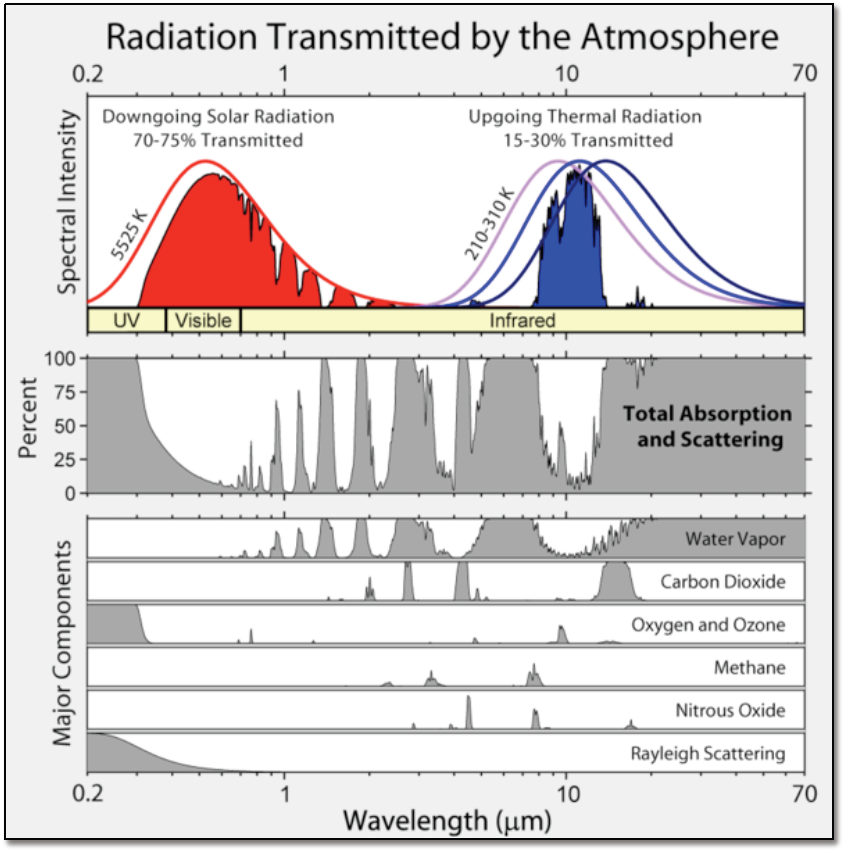 Radiation Transmitted by the Atmosphere
0.2 1 10 70
Downgoing Solar Radiation
70-75% Transmitted
Upgoing Thermal Radiation
15-30% Transmitted
Spectral Intensity
5525 K
210-310 K
UV Visible Infrared
Percent
100
75
50
25
0
Total Absorption
and Scattering
Major Components
Water Vapor
Carbon Dioxide
Oxygen and Ozone
Methane
Nitrous Oxide
Rayleigh Scattering
0.2 1 10 70
Wavelength (μm)